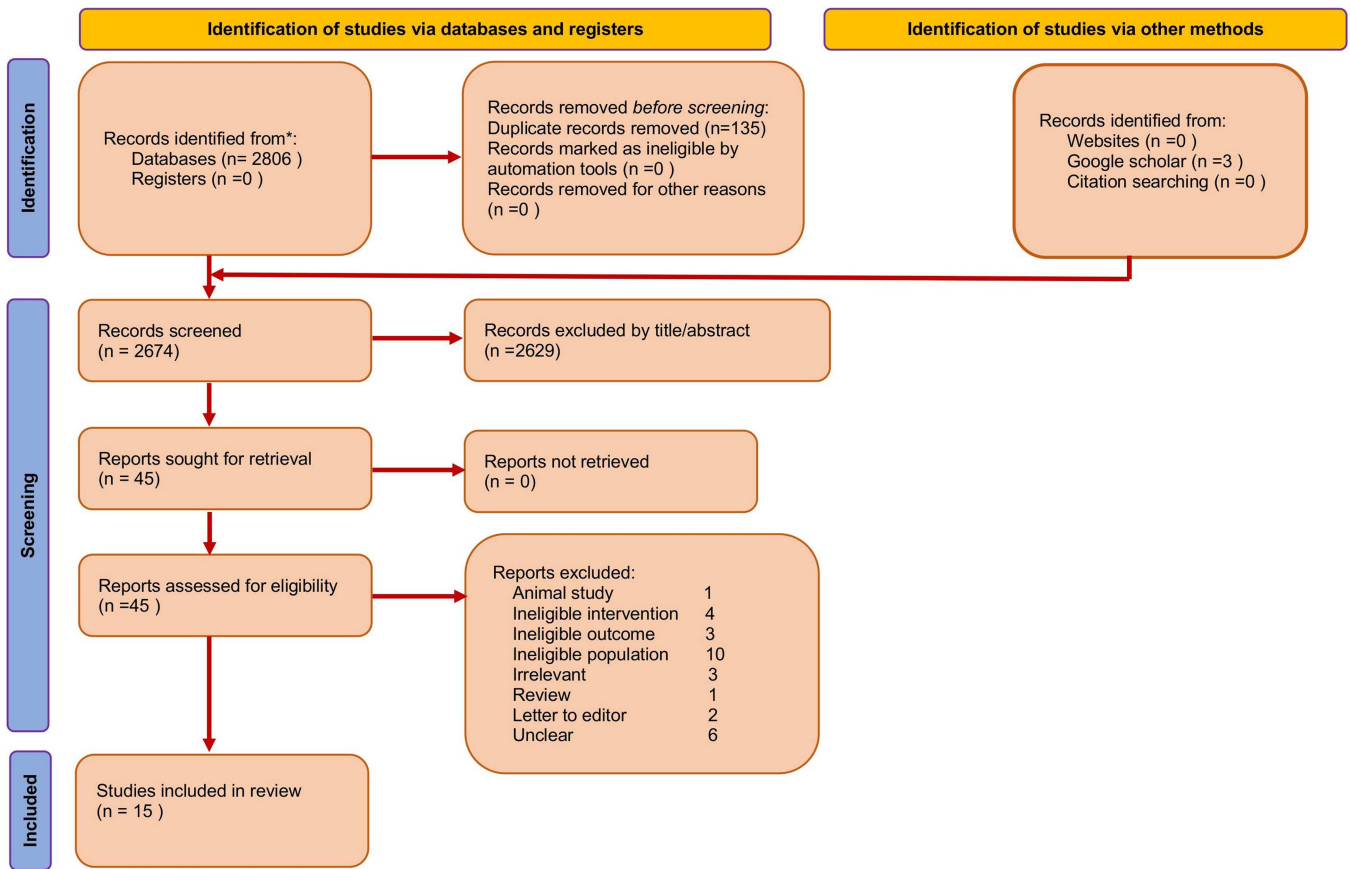 Identification of studies via databases and registers
Identification of studies via other methods
Identification
Records identified from*:
Databases (n= 2806 )
Registers (n =0 )
Records removed before screening:
Duplicate records removed (n=135)
Records marked as ineligible by
automation tools (n =0 )
Records removed for other reasons
(n =0 )
Records identified from:
Websites (n =0 )
Google scholar (n =3 )
Citation searching (n =0 )
Screening
Records screened
(n = 2674)
Records excluded by title/abstract
(n =2629)
Reports sought for retrieval
(n = 45)
Reports not retrieved
(n = 0)
Reports assessed for eligibility
(n =45 )
Reports excluded:
Animal study 1
Ineligible intervention 4
Ineligible outcome 3
Ineligible population 10
Irrelevant 3
Review 1
Letter to editor 2
Unclear 6
Included
Studies included in review
(n = 15 )